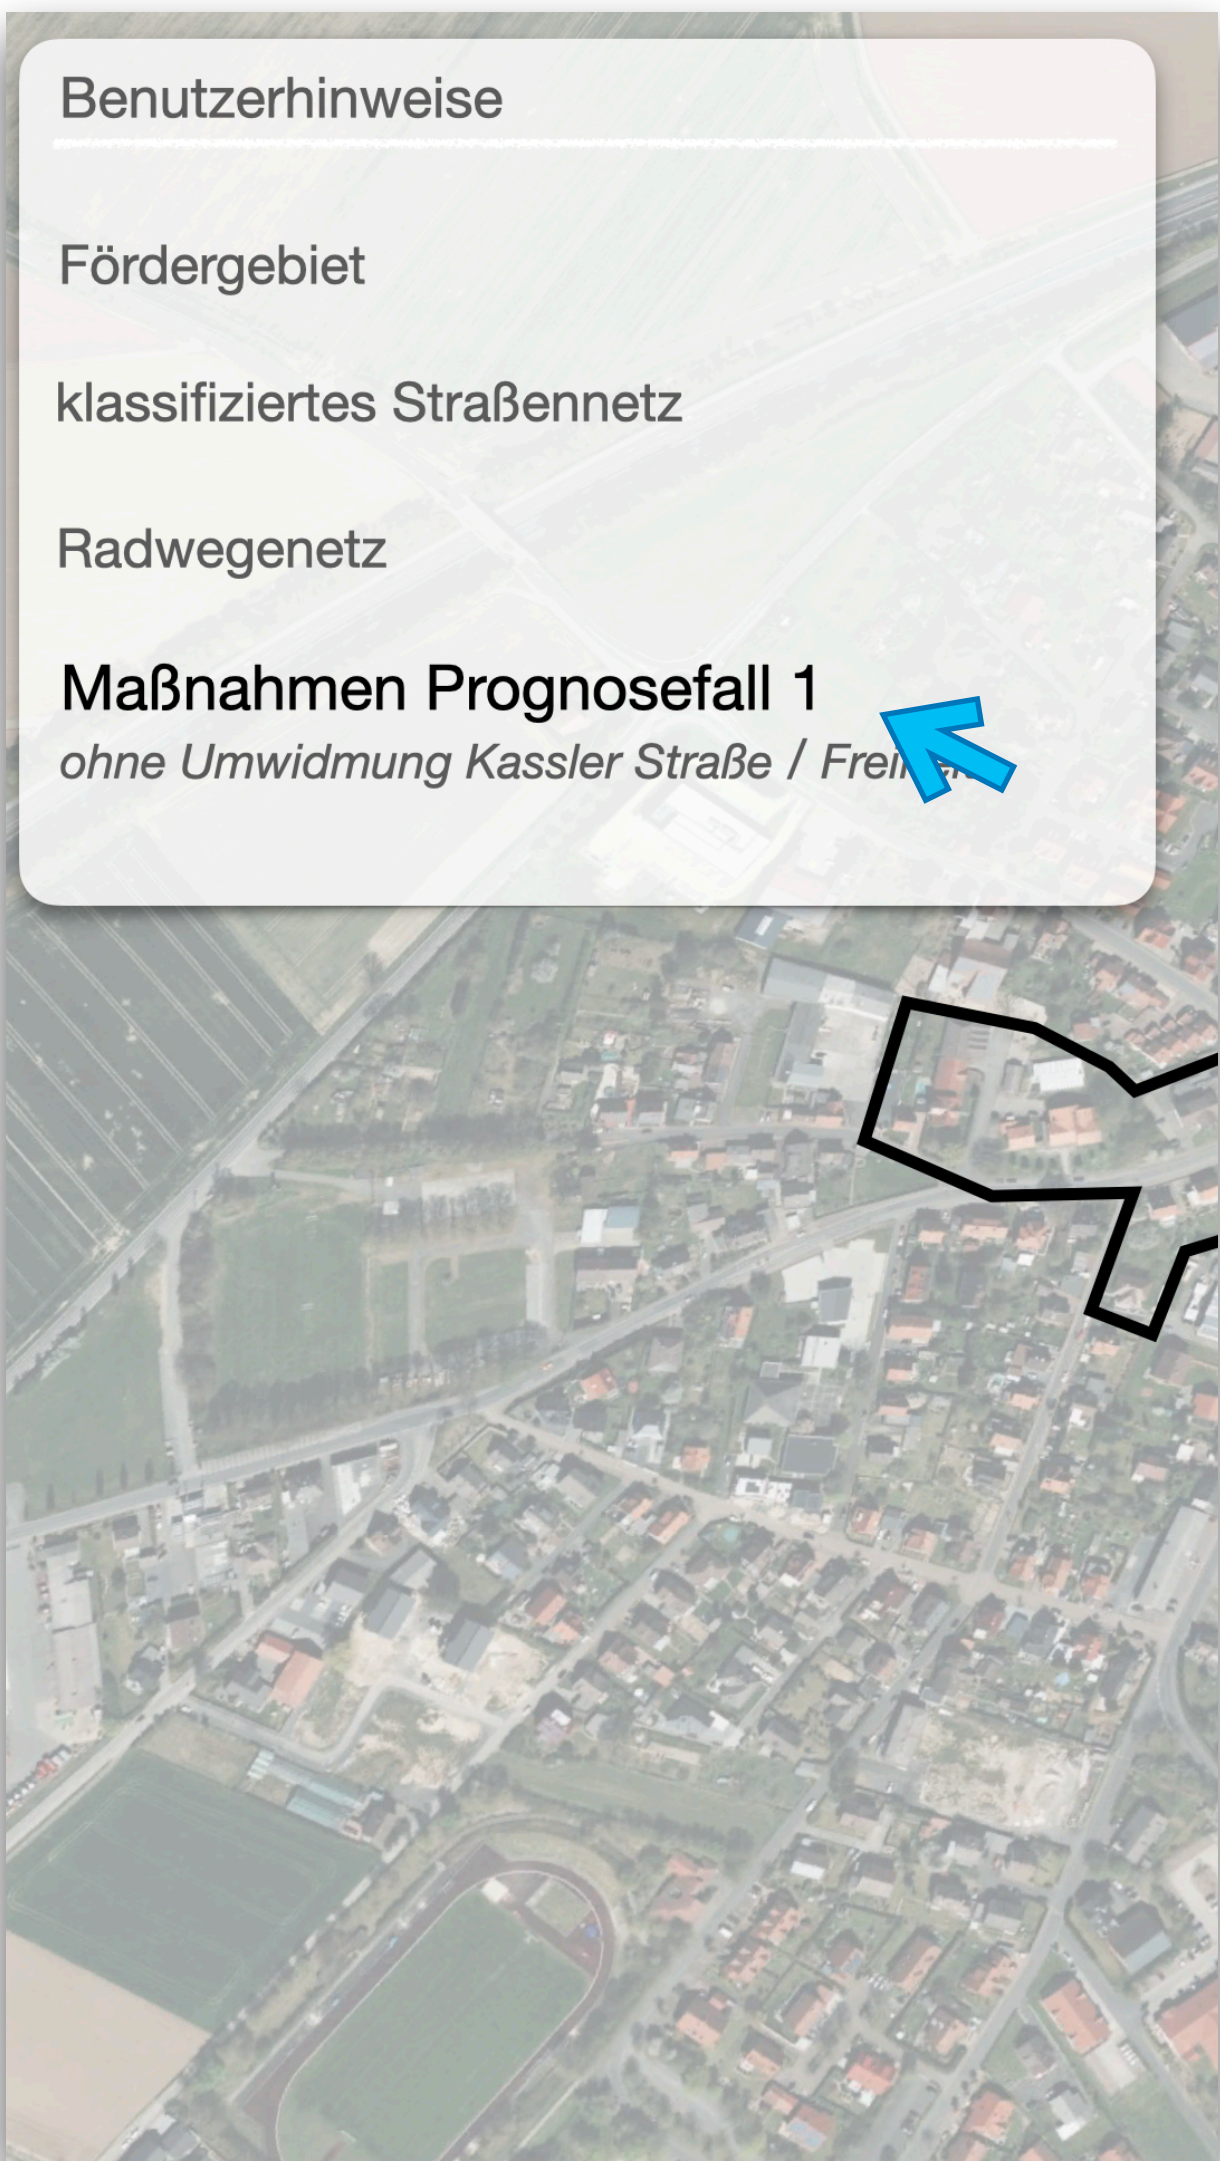 Benutzerhinweise
Fördergebiet
klassifiziertes Straßennetz
Radwegenetz
Maßnahmen Prognosefall 1
ohne Umwidmung Kassler Straße /